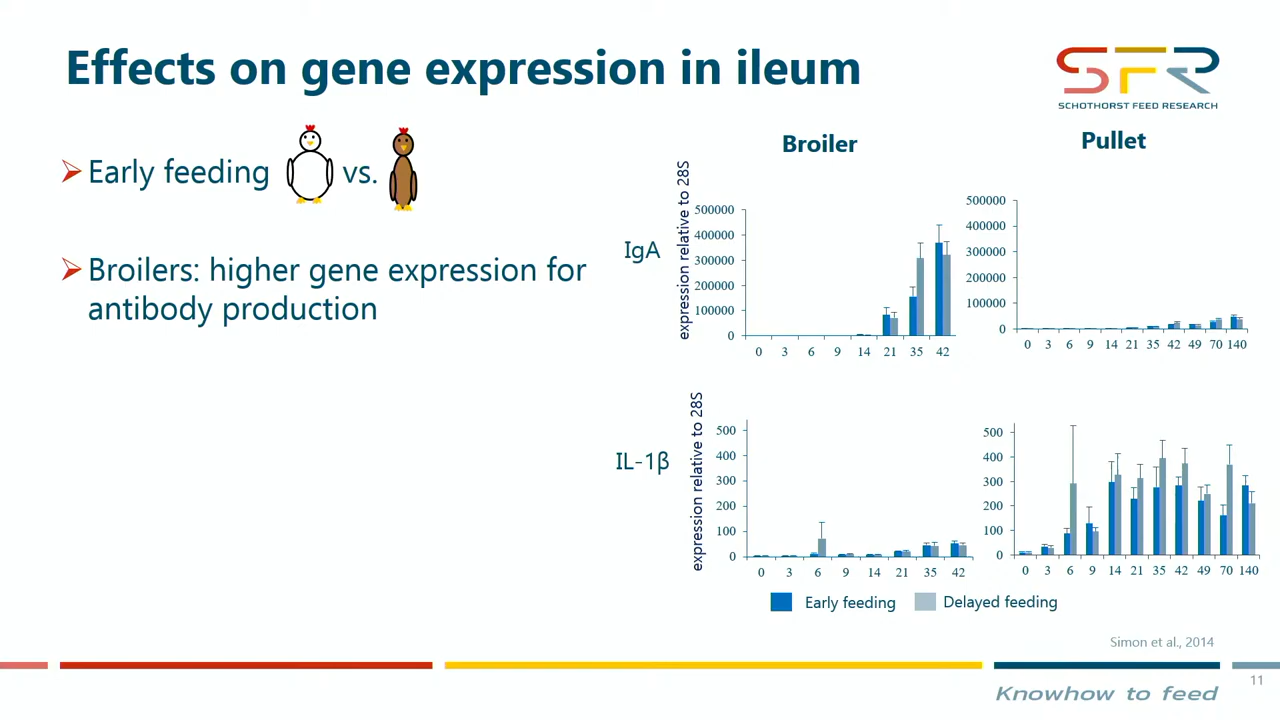 Effects on gene expression in ileum
SFR
SCHOTHORST FEED RESEARCH
Early feeding vs.
Broilers: higher gene expression for
antibody production
Broiler
Pullet
IgA
expression relative to 28S
500000
400000
300000
200000
100000
0
0 3 6 9 14 21 35 42
500000
400000
300000
200000
100000
0
0 3 6 9 14 21 35 42 49 70 140
IL-1β
expression relative to 28S
500
400
300
200
100
0
0 3 6 9 14 21 35 42
500
400
300
200
100
0
0 3 6 9 14 21 35 42 49 70 140
Early feeding
Delayed feeding
Simon et al., 2014
11
Knowhow to feed